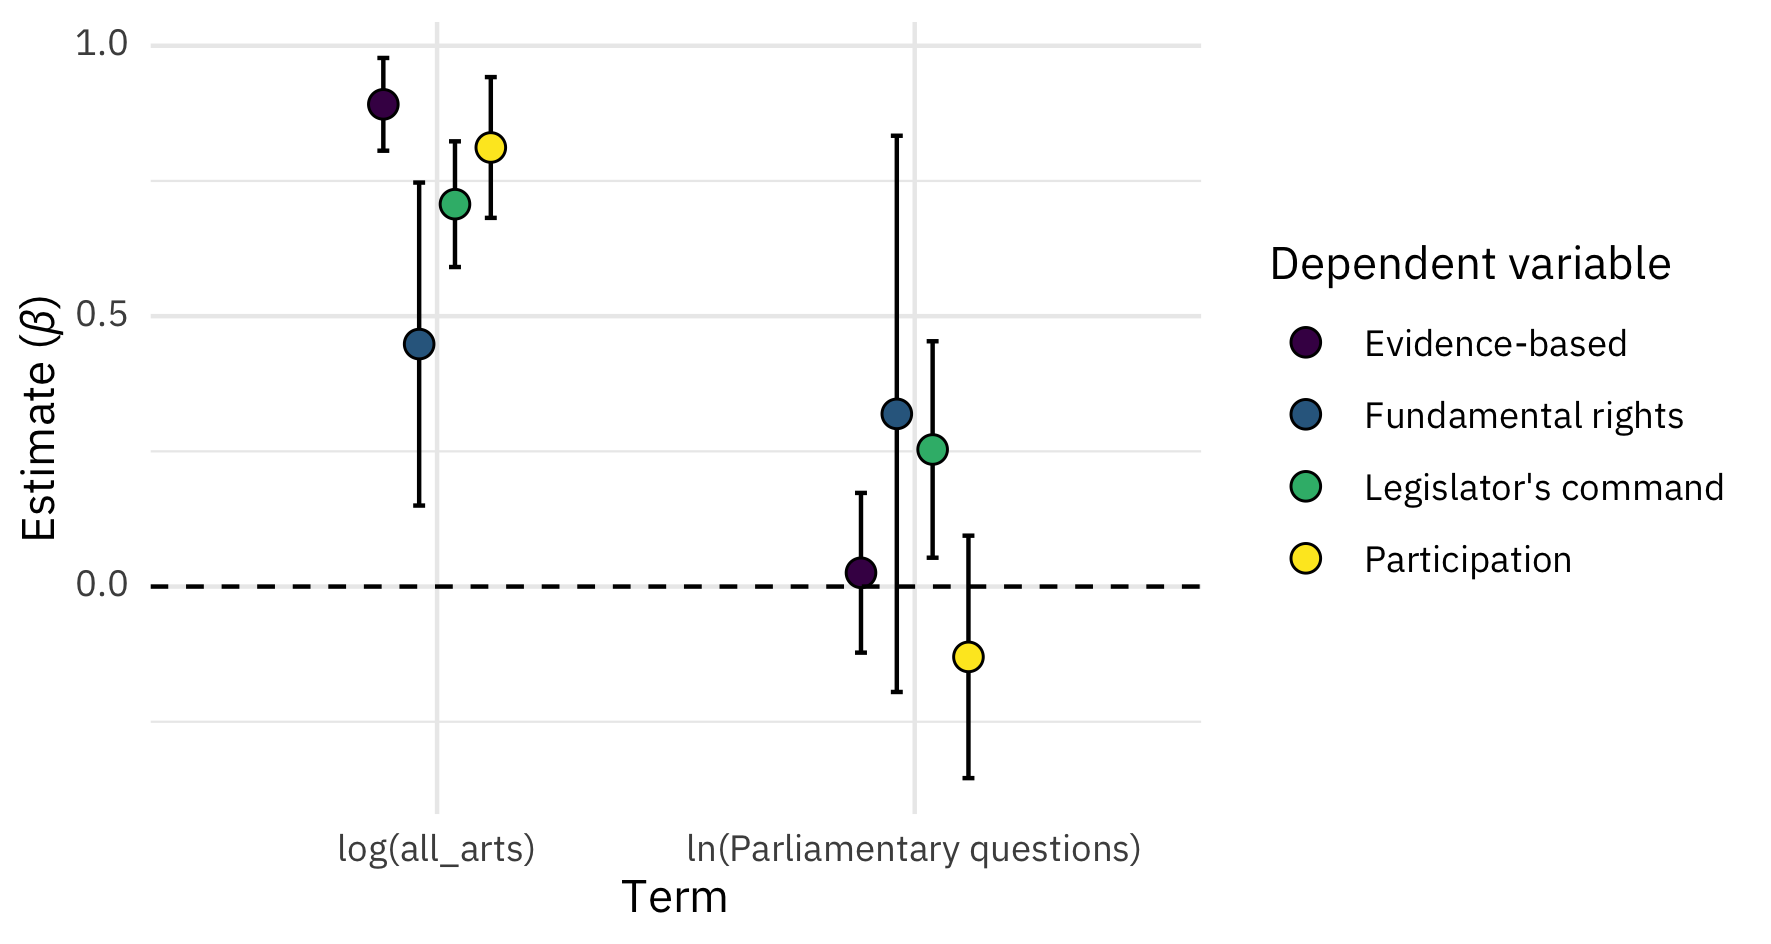 1.0
0.5
0.0
Estimate (β)
log(all_arts)
ln(Parliamentary questions)
Term
Dependent variable
Evidence-based
Fundamental rights
Legislator's command
Participation